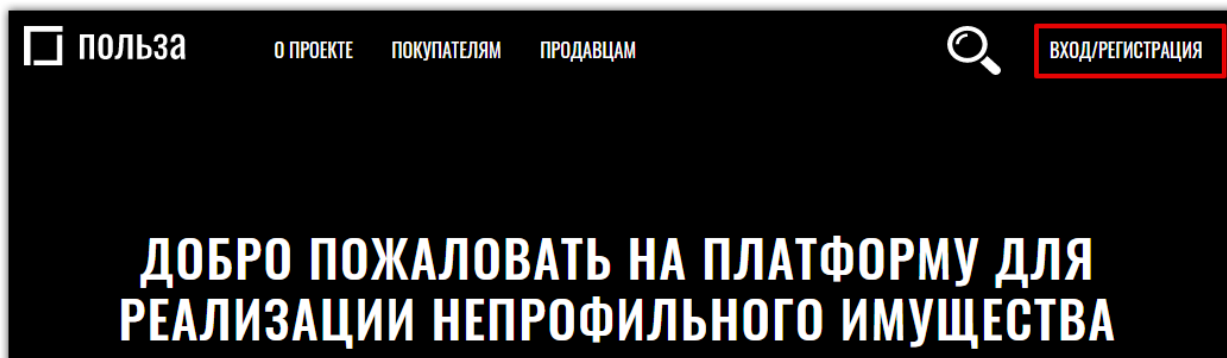 польза
О ПРОЕКТЕ ПОКУПАТЕЛЯМ ПРОДАВЦАМ ВХОД/РЕГИСТРАЦИЯ
ДОБРО ПОЖАЛОВАТЬ НА ПЛАТФОРМУ ДЛЯ
РЕАЛИЗАЦИИ НЕПРОФИЛЬНОГО ИМУЩЕСТВА